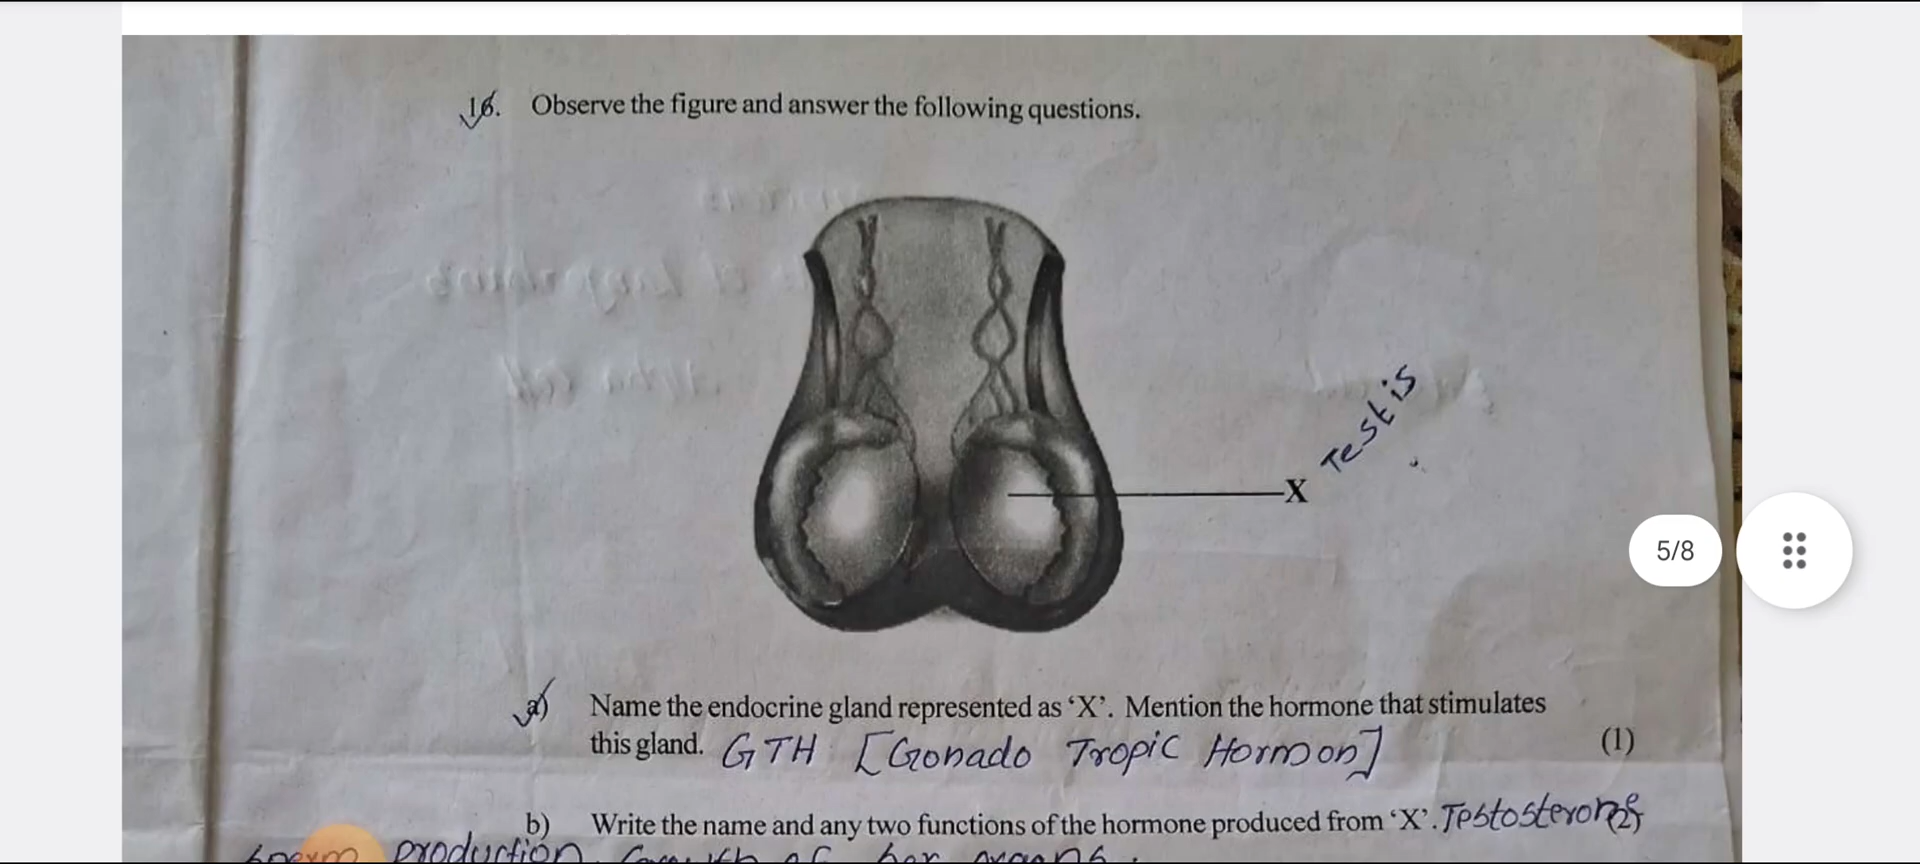 16. Observe the figure and answer the following questions.
Testis
X
5/8
a) Name the endocrine gland represented as ‘X’. Mention the hormone that stimulates
this gland. GTH [Gonado Tropic Hormon] (1)
b) Write the name and any two functions of the hormone produced from ‘X’. Testosterone (2)
sperm production